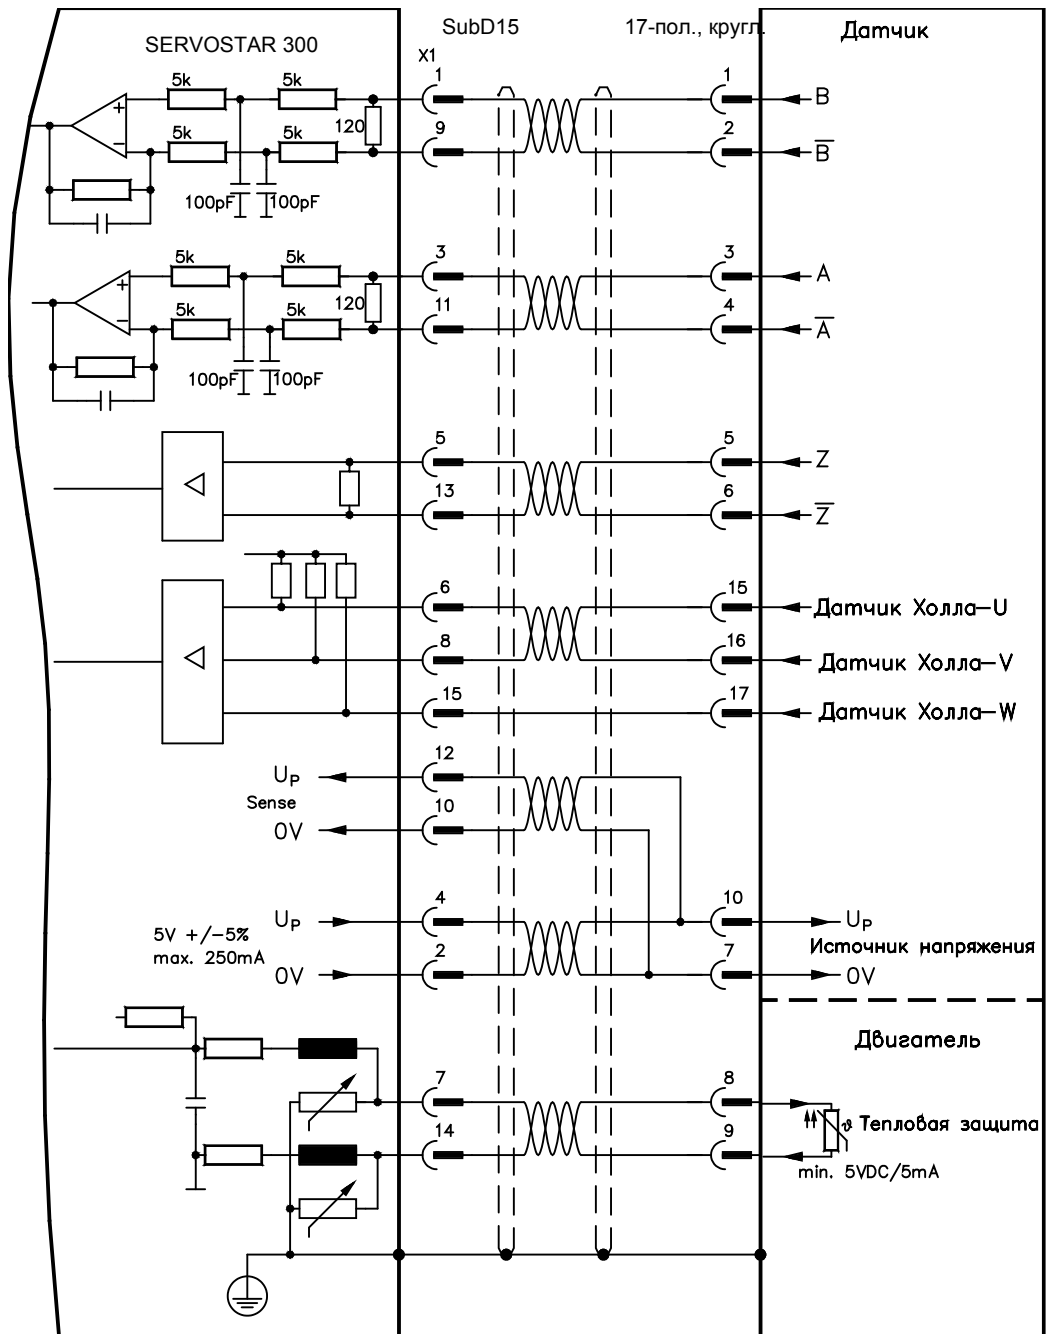 SERVOSTAR 300
SubD15
17-пол., кругл.
Датчик
X1
5k 5k 1 1 B
+
120
5k 5k 9 2 B̅
−
100pF 100pF
5k 5k 3 3 A
+
120
5k 5k 11 4 A̅
−
100pF 100pF
5 5 Z
13 6 Z̅
6 15 Датчик Холла–U
8 16 Датчик Холла–V
15 17 Датчик Холла–W
UP 12
Sense
0V 10
UP 4 10 UP
5V +/−5%
max. 250mA
Источник напряжения
0V 2 7 0V
Двигатель
7 8
ϑ Тепловая защита
14 9
min. 5VDC/5mA